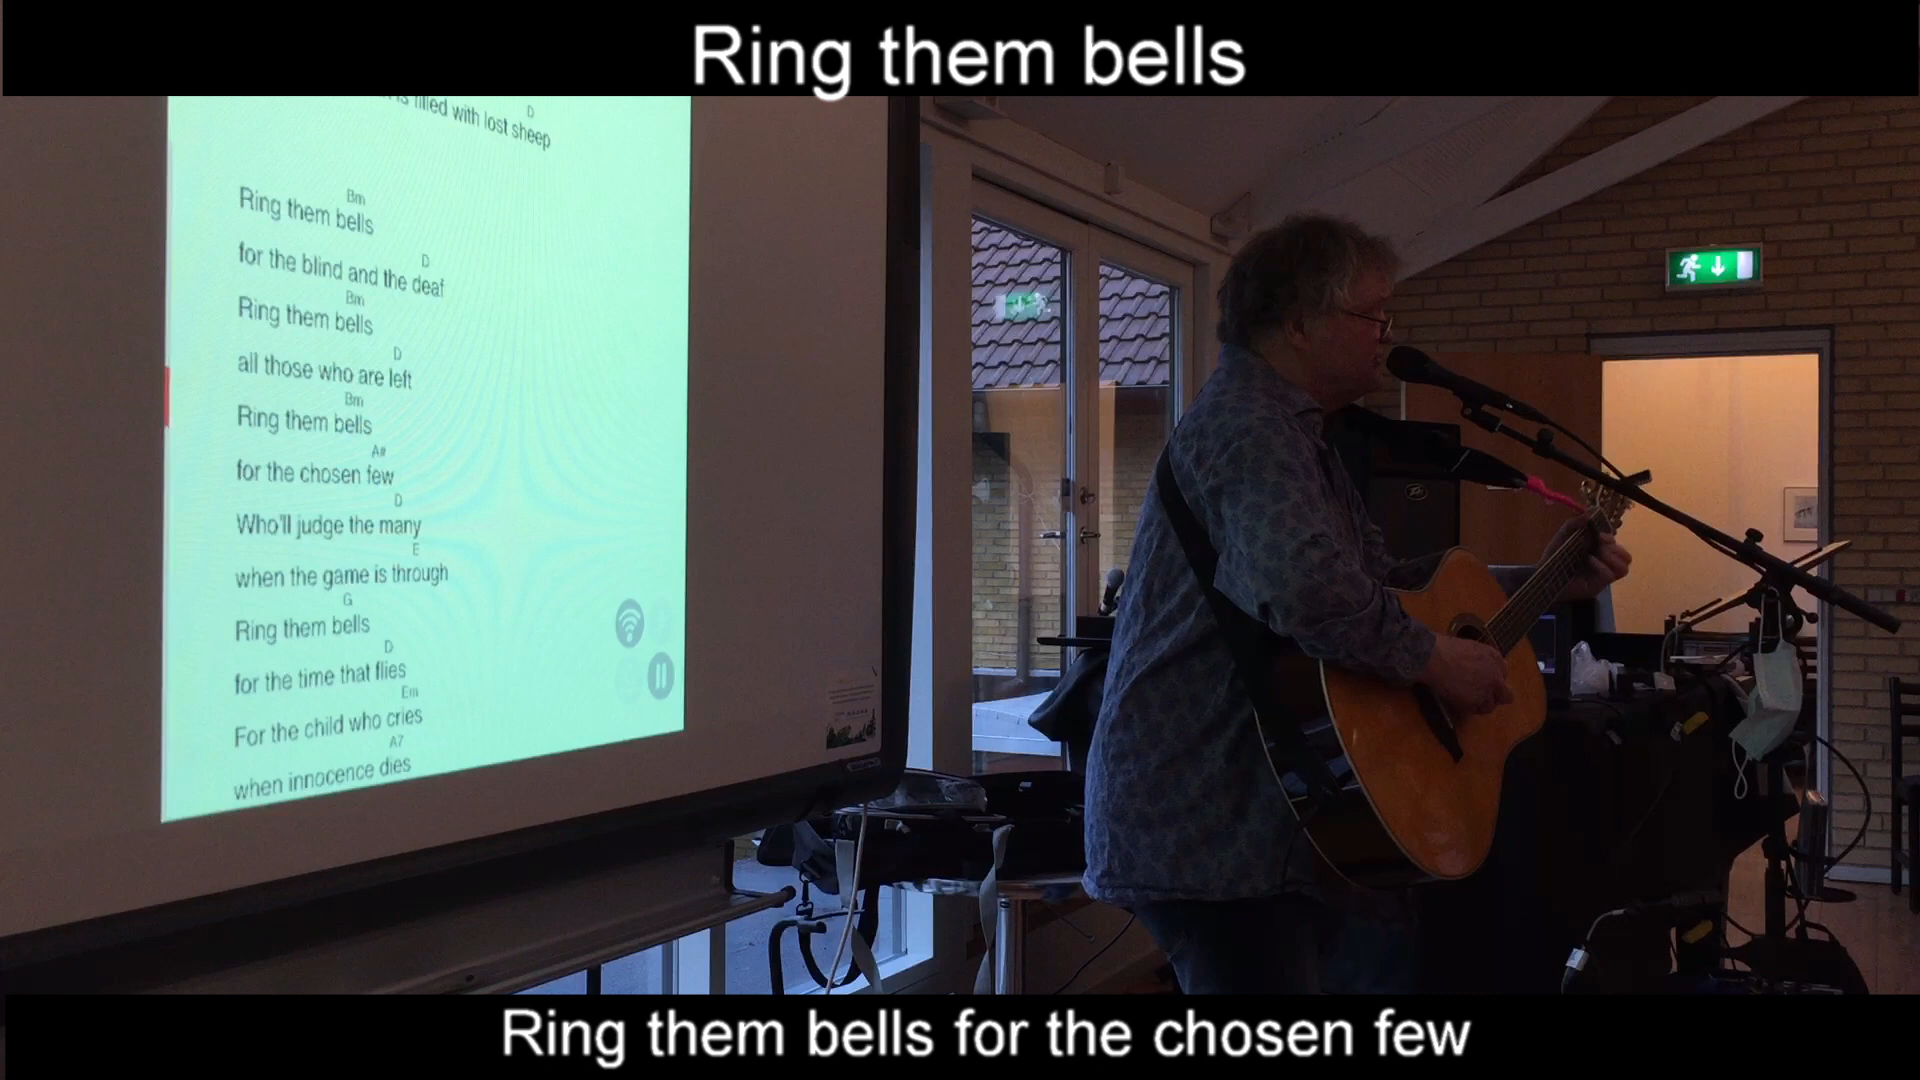 Ring them bells
is filled with lost sheep
D
Bm
Ring them bells
D
for the blind and the deaf
Bm
Ring them bells
D
all those who are left
Bm
Ring them bells
A#
for the chosen few
D
Who'll judge the many
E
when the game is through
G
Ring them bells
D
for the time that flies
Em
For the child who cries
A7
when innocence dies
Ring them bells for the chosen few